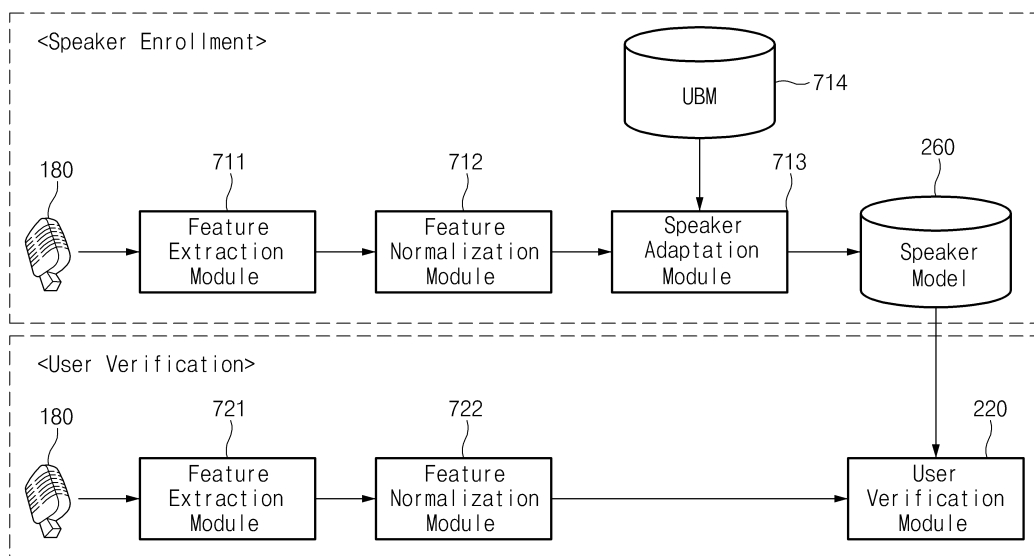 <Speaker Enrollment>
UBM
714
180
711
712
713
260
Feature
Extraction
Module
Feature
Normalization
Module
Speaker
Adaptation
Module
Speaker
Model
<User Verification>
180
721
722
220
Feature
Extraction
Module
Feature
Normalization
Module
User
Verification
Module